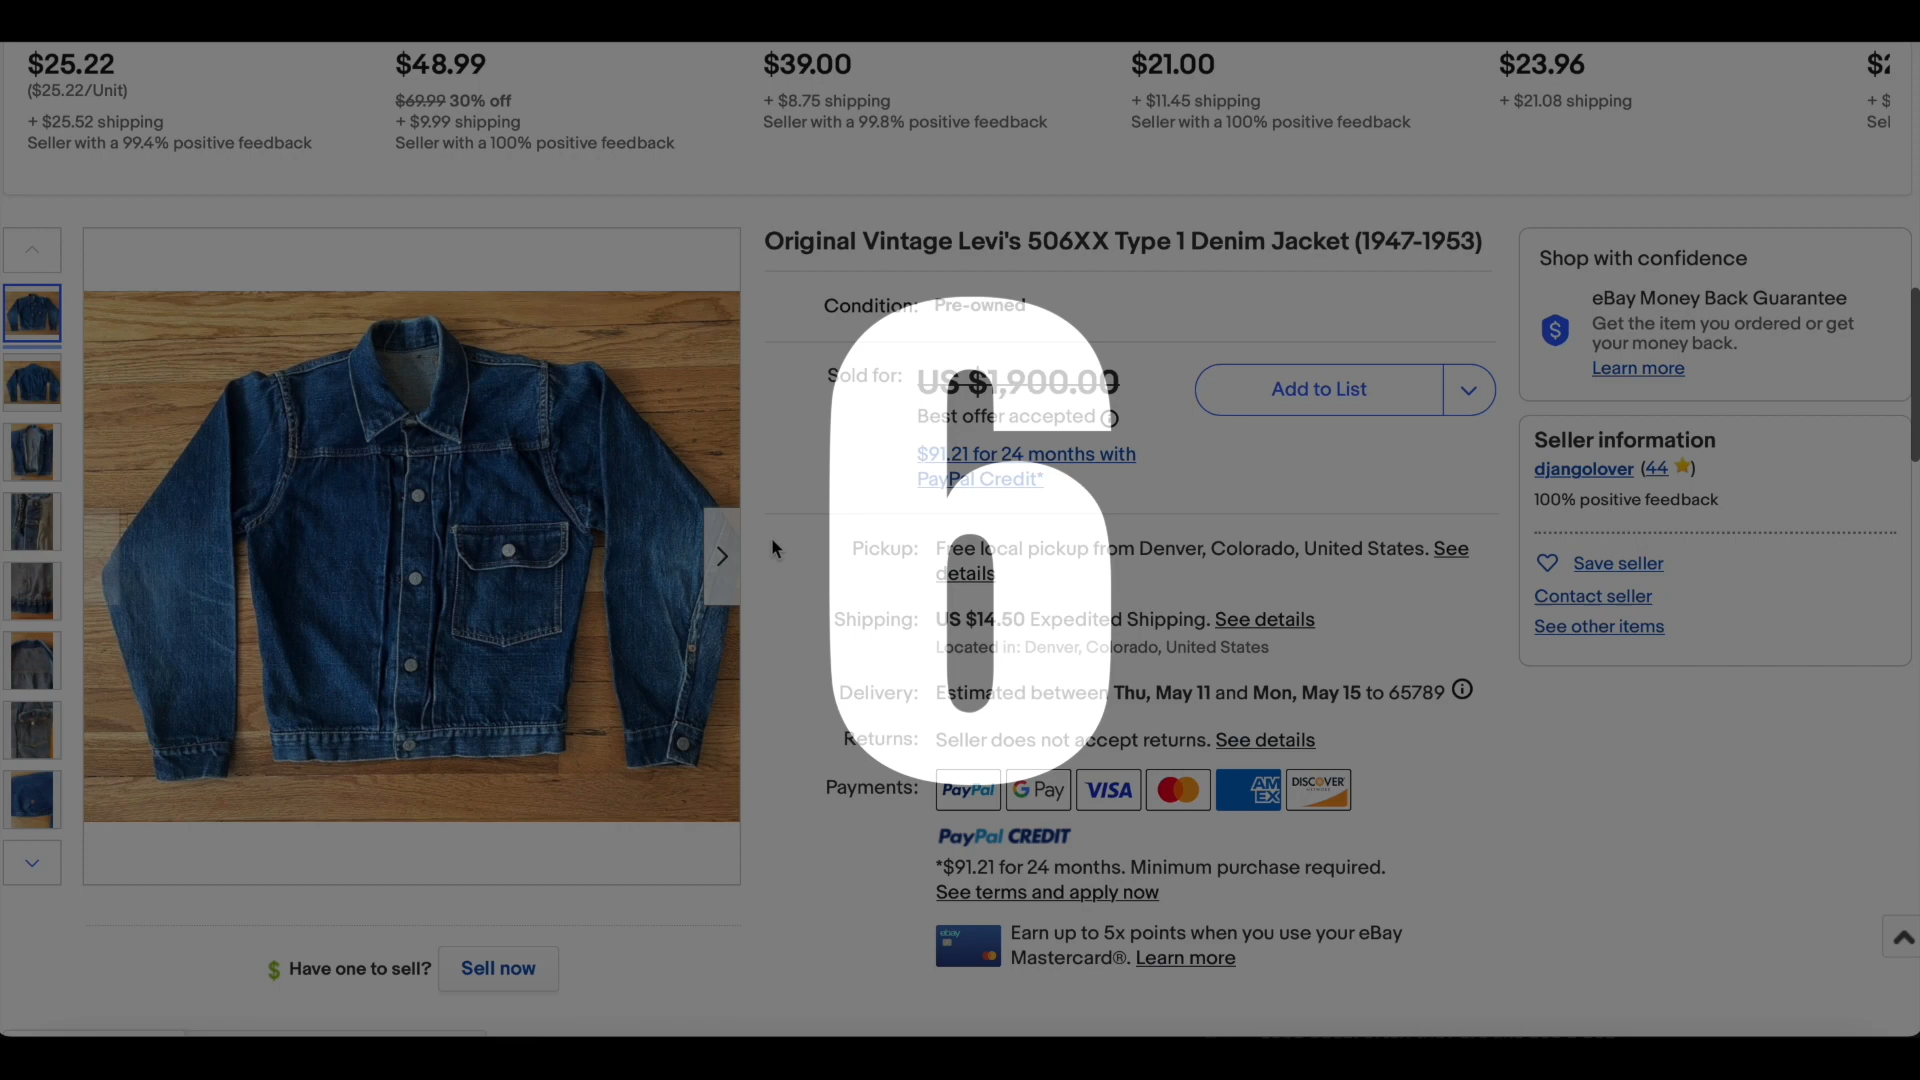 $25.22
($25.22/Unit)
+ $25.52 shipping
Seller with a 99.4% positive feedback
$48.99
$69.99 30% off
+ $9.99 shipping
Seller with a 100% positive feedback
$39.00
+ $8.75 shipping
Seller with a 99.8% positive feedback
$21.00
+ $11.45 shipping
Seller with a 100% positive feedback
$23.96
+ $21.08 shipping
+ $
Sel
Original Vintage Levi's 506XX Type 1 Denim Jacket (1947-1953)
Condition: Pre-owned
Sold for: US $1,900.00
Best offer accepted
$91.21 for 24 months with
PayPal Credit*
Add to List
Pickup: Free local pickup from Denver, Colorado, United States. See
details
Shipping: US $14.50 Expedited Shipping. See details
Located in: Denver, Colorado, United States
Delivery: Estimated between Thu, May 11 and Mon, May 15 to 65789
Returns: Seller does not accept returns. See details
Payments: PayPal G Pay VISA AMEX DISCOVER
PayPal CREDIT
*$91.21 for 24 months. Minimum purchase required.
See terms and apply now
ebay
Earn up to 5x points when you use your eBay
Mastercard®. Learn more
6
Shop with confidence
eBay Money Back Guarantee
Get the item you ordered or get
your money back.
Learn more
Seller information
djangolover (44)
100% positive feedback
Save seller
Contact seller
See other items
$ Have one to sell? Sell now